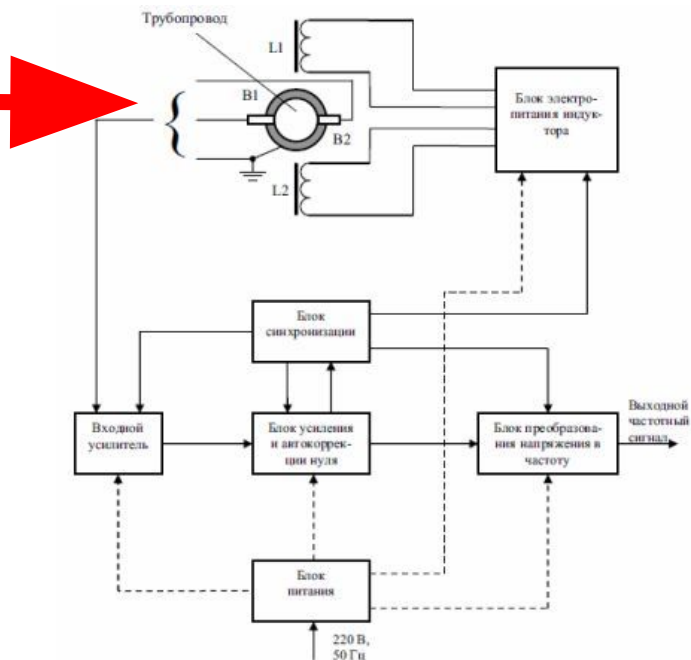 Трубопровод
L1
B1
B2
L2
Блок электро-
питания индук-
тора
Блок
синхронизации
Входной
усилитель
Блок усиления
и автокоррек-
ции нуля
Блок преобразова-
ния напряжения в
частоту
Выходной
частотный
сигнал
Блок
питания
220 В,
50 Гц